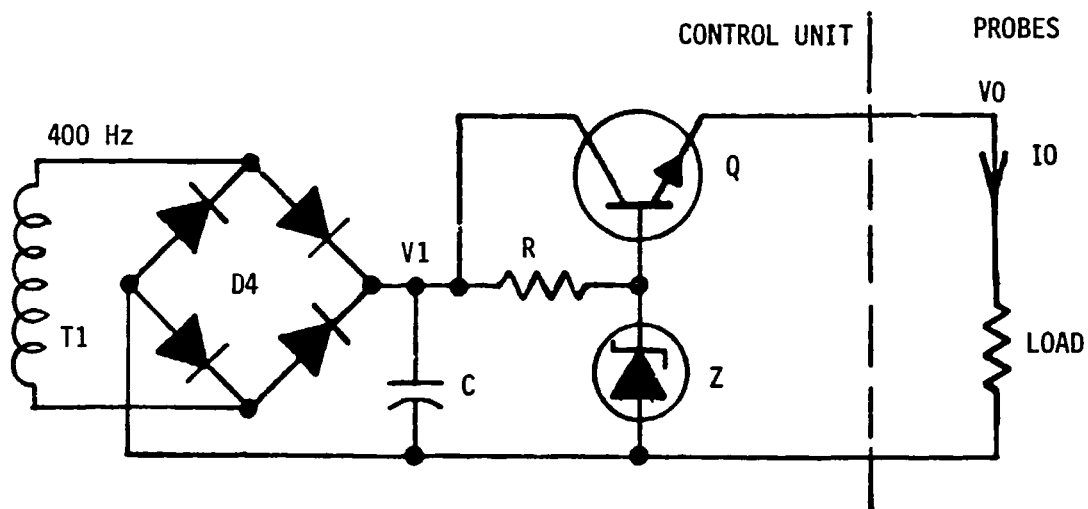 CONTROL UNIT
PROBES
VO
400 Hz
IO
Q
V1
R
D4
T1
C
Z
LOAD